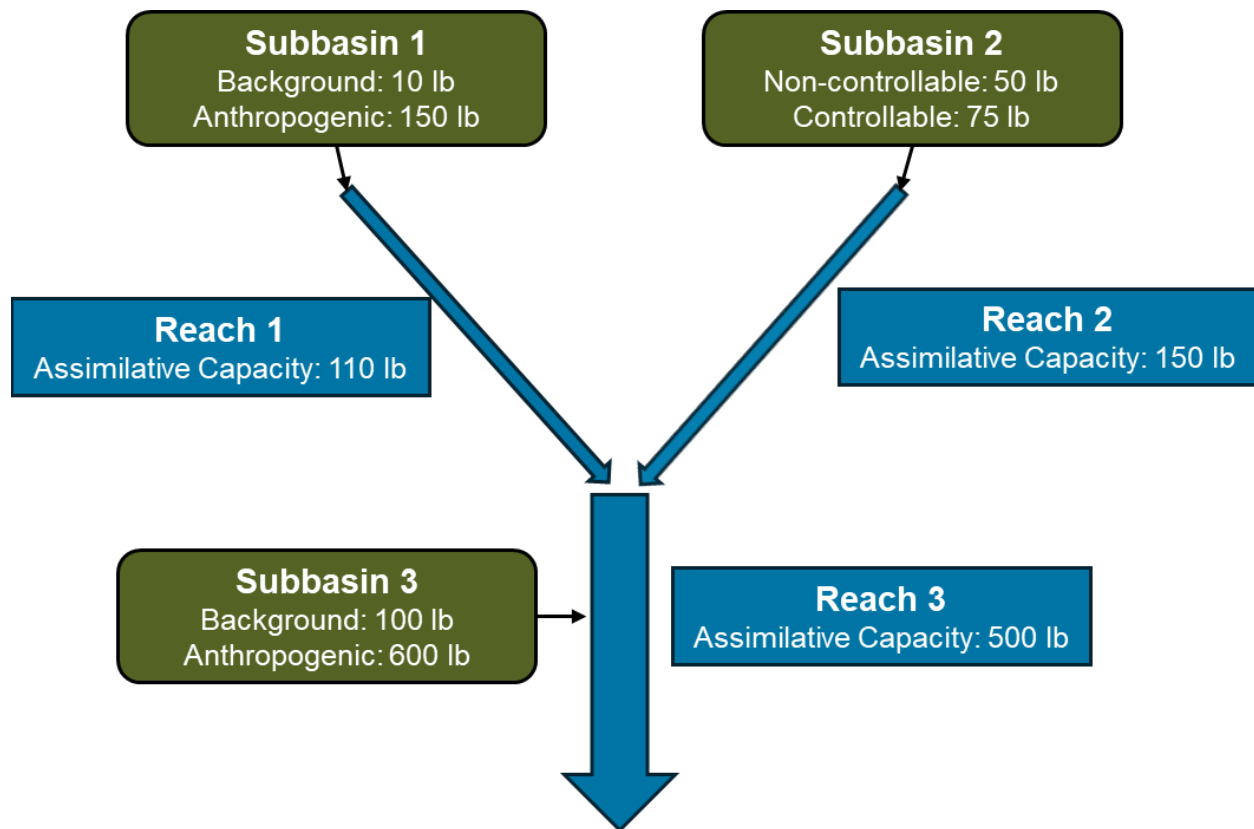 Subbasin 1
Background: 10 lb
Anthropogenic: 150 lb
Subbasin 2
Non-controllable: 50 lb
Controllable: 75 lb
Reach 1
Assimilative Capacity: 110 lb
Reach 2
Assimilative Capacity: 150 lb
Subbasin 3
Background: 100 lb
Anthropogenic: 600 lb
Reach 3
Assimilative Capacity: 500 lb